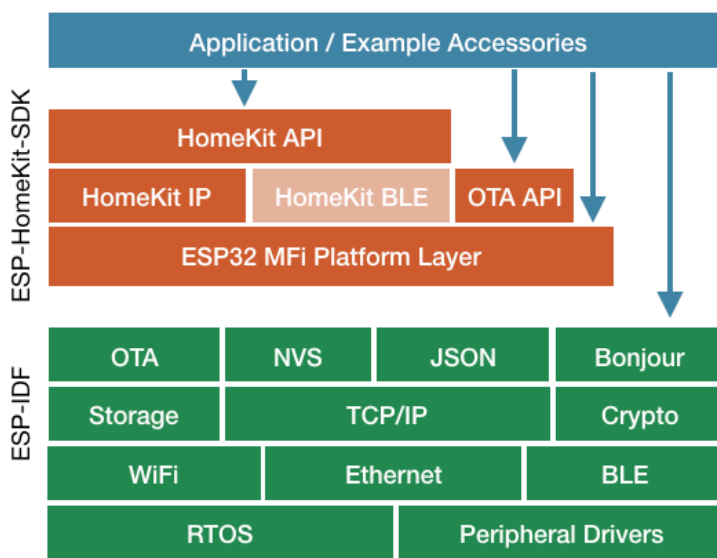 Application / Example Accessories
ESP-HomeKit-SDK
HomeKit API
HomeKit IP
HomeKit BLE
OTA API
ESP32 MFi Platform Layer
ESP-IDF
OTA
NVS
JSON
Bonjour
Storage
TCP/IP
Crypto
WiFi
Ethernet
BLE
RTOS
Peripheral Drivers